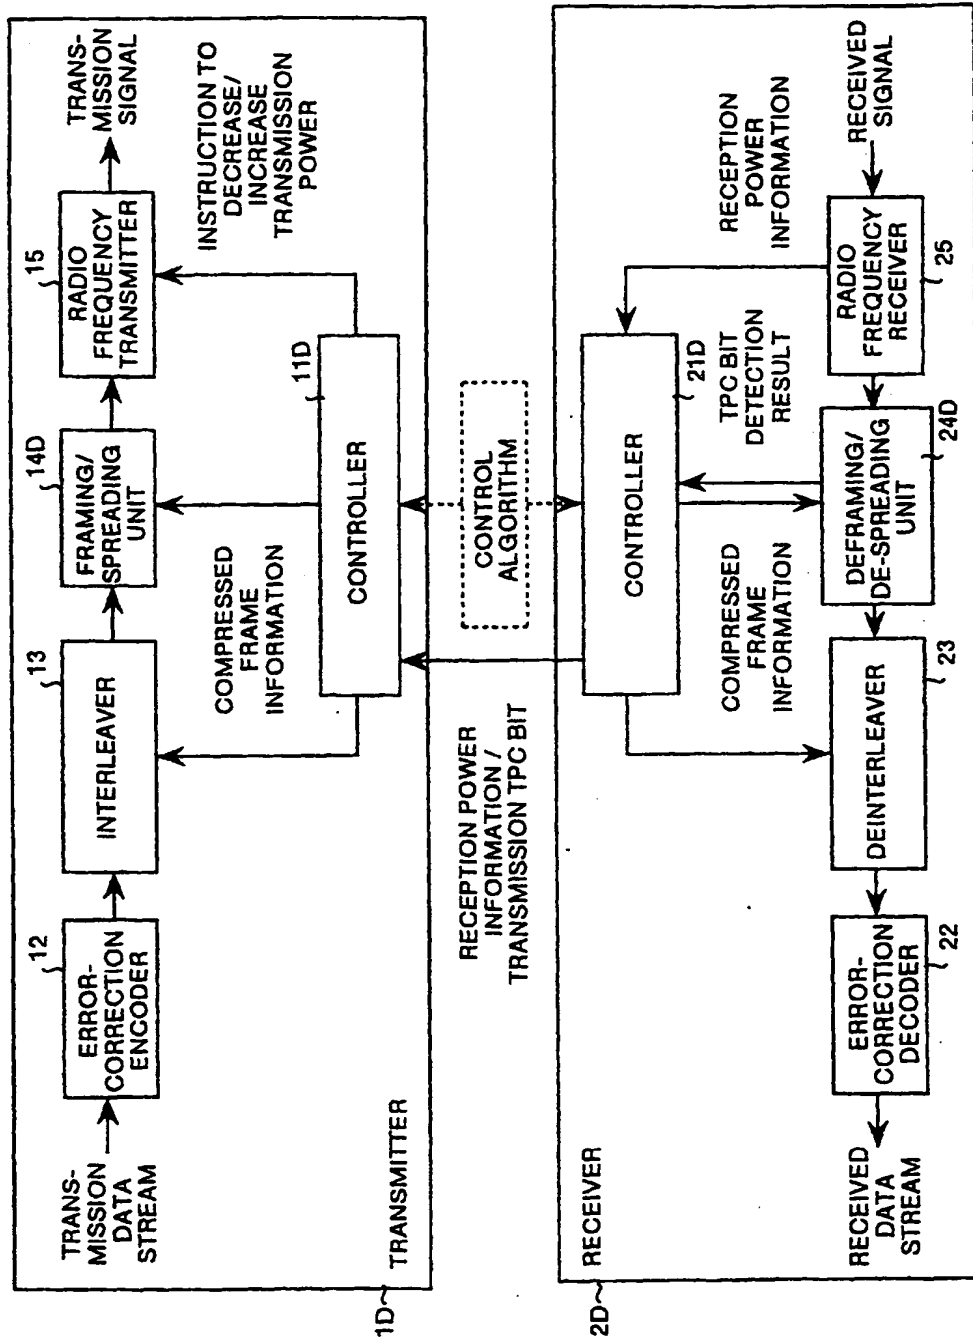 1D
TRANSMITTER
TRANS-
MISSION
DATA
STREAM
12
ERROR-
CORRECTION
ENCODER
13
INTERLEAVER
14D
FRAMING/
SPREADING
UNIT
15
RADIO
FREQUENCY
TRANSMITTER
TRANS-
MISSION
SIGNAL
COMPRESSED
FRAME
INFORMATION
11D
CONTROLLER
INSTRUCTION TO
DECREASE/
INCREASE
TRANSMISSION
POWER
RECEPTION POWER
INFORMATION /
TRANSMISSION TPC BIT
CONTROL
ALGORITHM
2D
RECEIVER
CONTROLLER
21D
COMPRESSED
FRAME
INFORMATION
TPC BIT
DETECTION
RESULT
RECEPTION
POWER
INFORMATION
RECEIVED
DATA
STREAM
ERROR-
CORRECTION
DECODER
22
DEINTERLEAVER
23
DEFRAMING/
DE-SPREADING
UNIT
24D
RADIO
FREQUENCY
RECEIVER
25
RECEIVED
SIGNAL